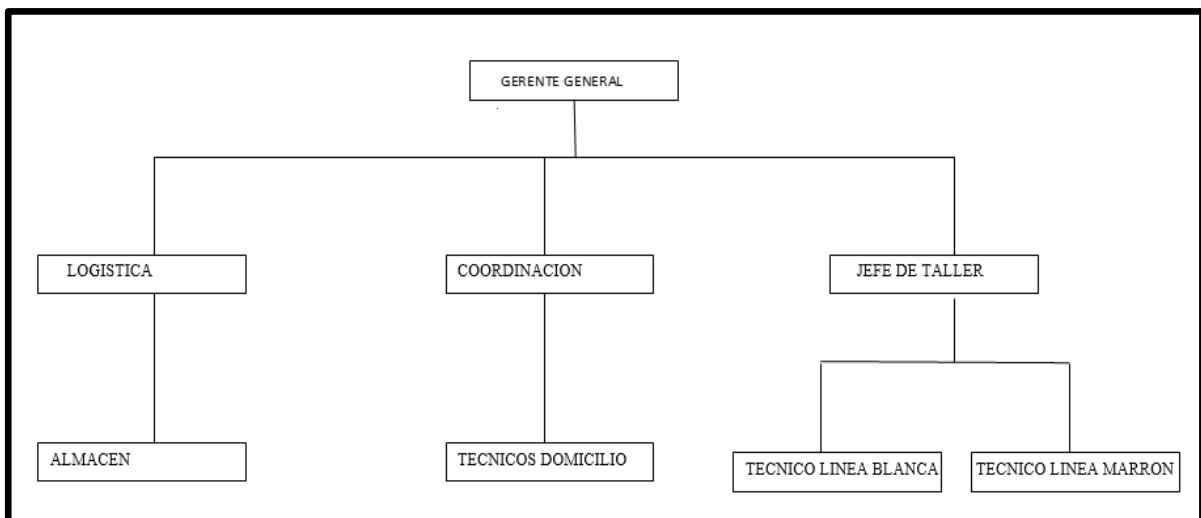 GERENTE GENERAL
LOGISTICA
COORDINACION
JEFE DE TALLER
ALMACEN
TECNICOS DOMICILIO
TECNICO LINEA BLANCA
TECNICO LINEA MARRON